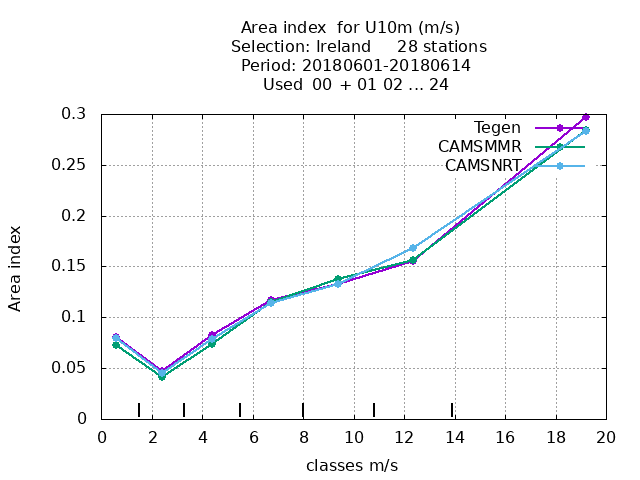 Area index for U10m (m/s)
Selection: Ireland 28 stations
Period: 20180601-20180614
Used 00 + 01 02 ... 24
Tegen
CAMSMMR
CAMSNRT
Area index
0.3
0.25
0.2
0.15
0.1
0.05
0
0 2 4 6 8 10 12 14 16 18 20
classes m/s